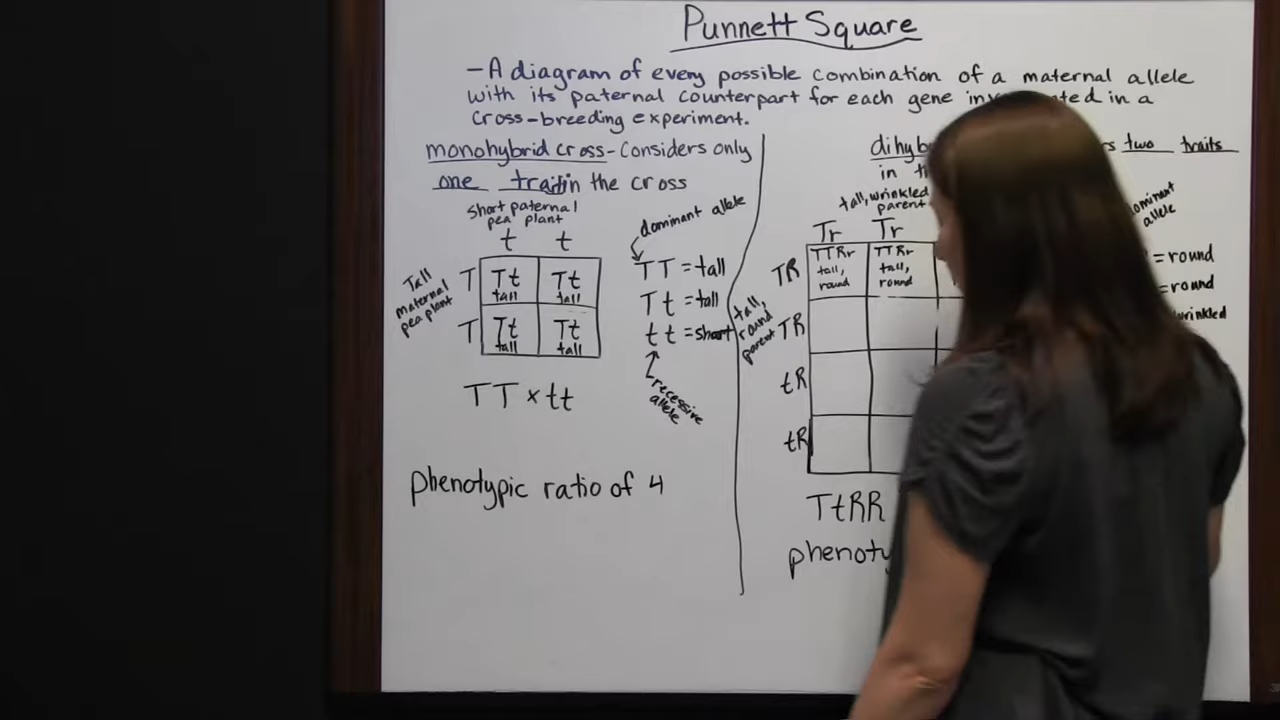 Punnett Square
-A diagram of every possible combination of a maternal allele
with its paternal counterpart for each gene in a
cross-breeding experiment.
monohybrid cross-Considers only
one trait in the cross
short paternal
pea plant
t t
Tall
maternal
pea plant
T Tt Tt
tall tall
T Tt Tt
tall tall
TT × tt
dominant allele
TT = tall
Tt = tall
tt = short
recessive
allele
phenotypic ratio of 4
two traits
in
tall, wrinkled
parent
Tr Tr
tall,
round
parent
TR TTRr TTRr
tall, tall,
round round
TR
tR
tR
TtRR
allele
= round
= round